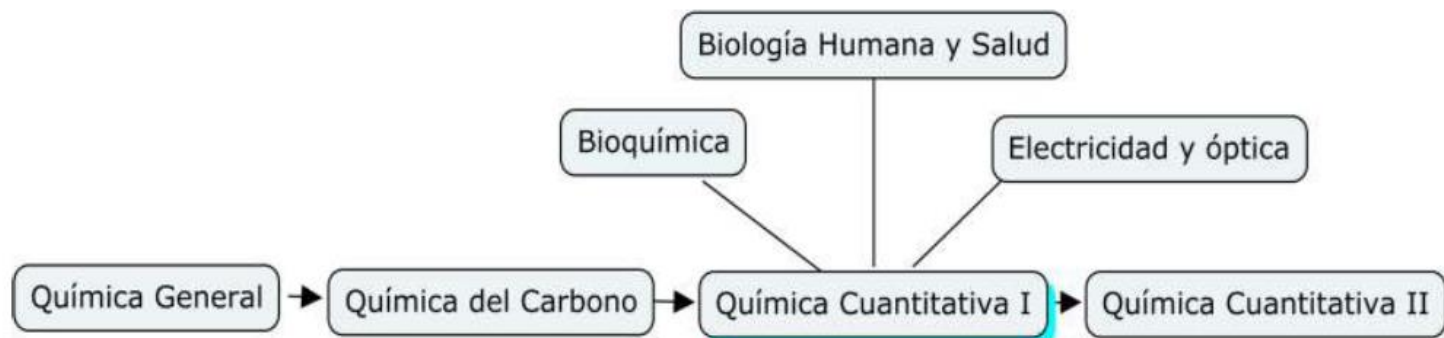 Biología Humana y Salud
Bioquímica
Electricidad y óptica
Química General
Química del Carbono
Química Cuantitativa I
Química Cuantitativa II